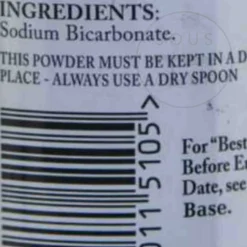 INGREDIENTS:
Sodium Bicarbonate.
THIS POWDER MUST BE KEPT IN A D
PLACE - ALWAYS USE A DRY SPOON
011 5105 >
For "Best
Before En
Date, see
Base.